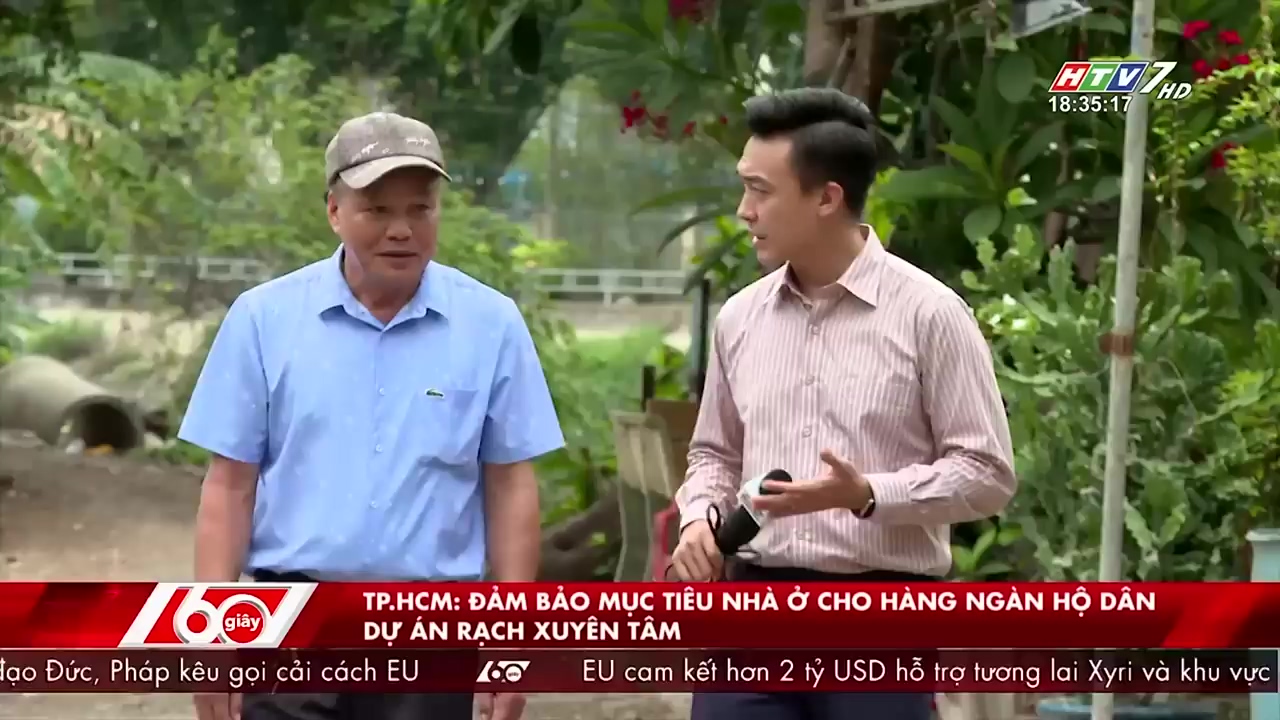 HTV7 HD
18:35:17
60 giây
TP.HCM: ĐẢM BẢO MỤC TIÊU NHÀ Ở CHO HÀNG NGÀN HỘ DÂN
DỰ ÁN RẠCH XUYÊN TÂM
đạo Đức, Pháp kêu gọi cải cách EU 60 giây EU cam kết hơn 2 tỷ USD hỗ trợ tương lai Xyri và khu vực